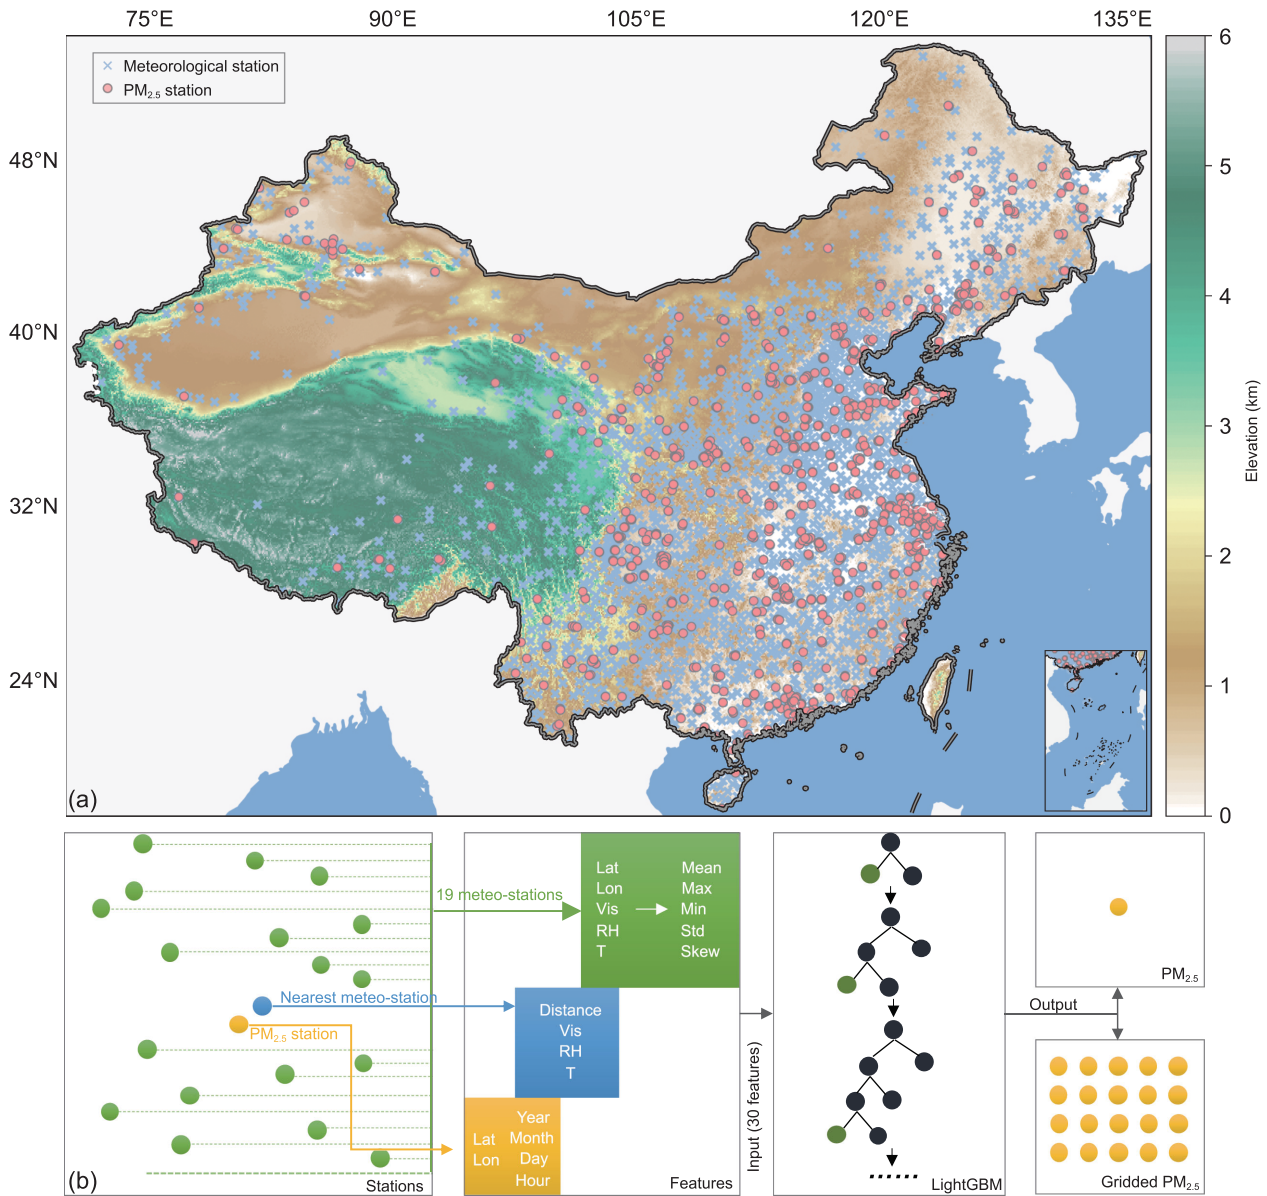 75°E 90°E 105°E 120°E 135°E
Meteorological station
PM2.5 station
48°N
40°N
32°N
24°N
(a)
6
5
4
3
2
1
0
Elevation (km)
19 meteo-stations
Nearest meteo-station
PM2.5 station
(b)
Stations
Lat Mean
Lon Max
Vis Min
RH Std
T Skew
Distance
Vis
RH
T
Year
Lat Month
Lon Day
Hour
Features
Input (30 features)
LightGBM
Output
PM2.5
Gridded PM2.5